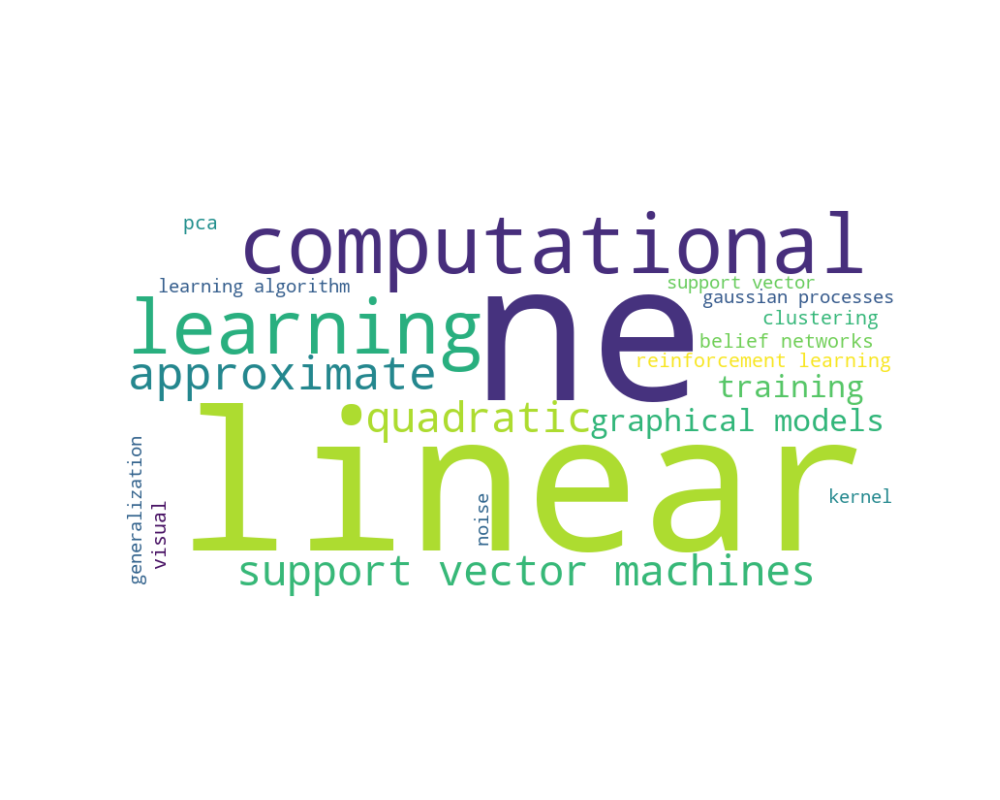 pca
computational
learning algorithm
support vector
gaussian processes
learning
ne
clustering
belief networks
reinforcement learning
approximate
training
quadratic
graphical models
linear
generalization
visual
noise
kernel
support vector machines